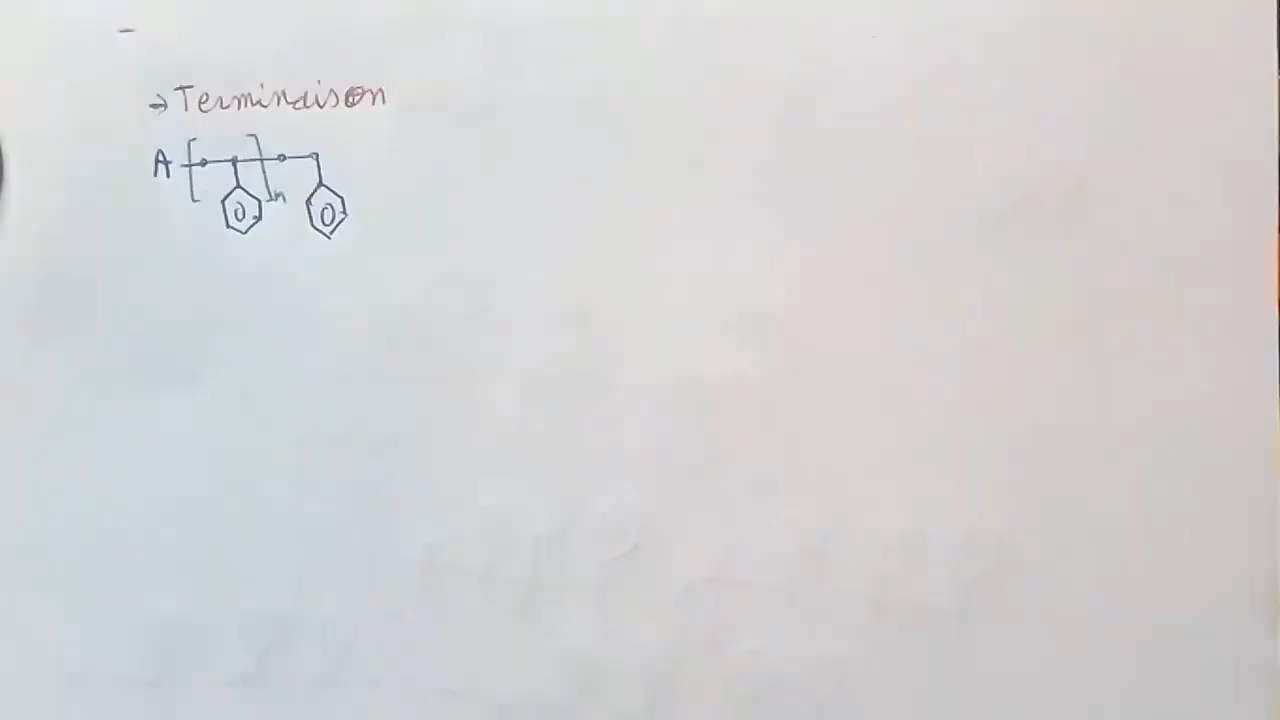 → Terminaison
A [ ]n